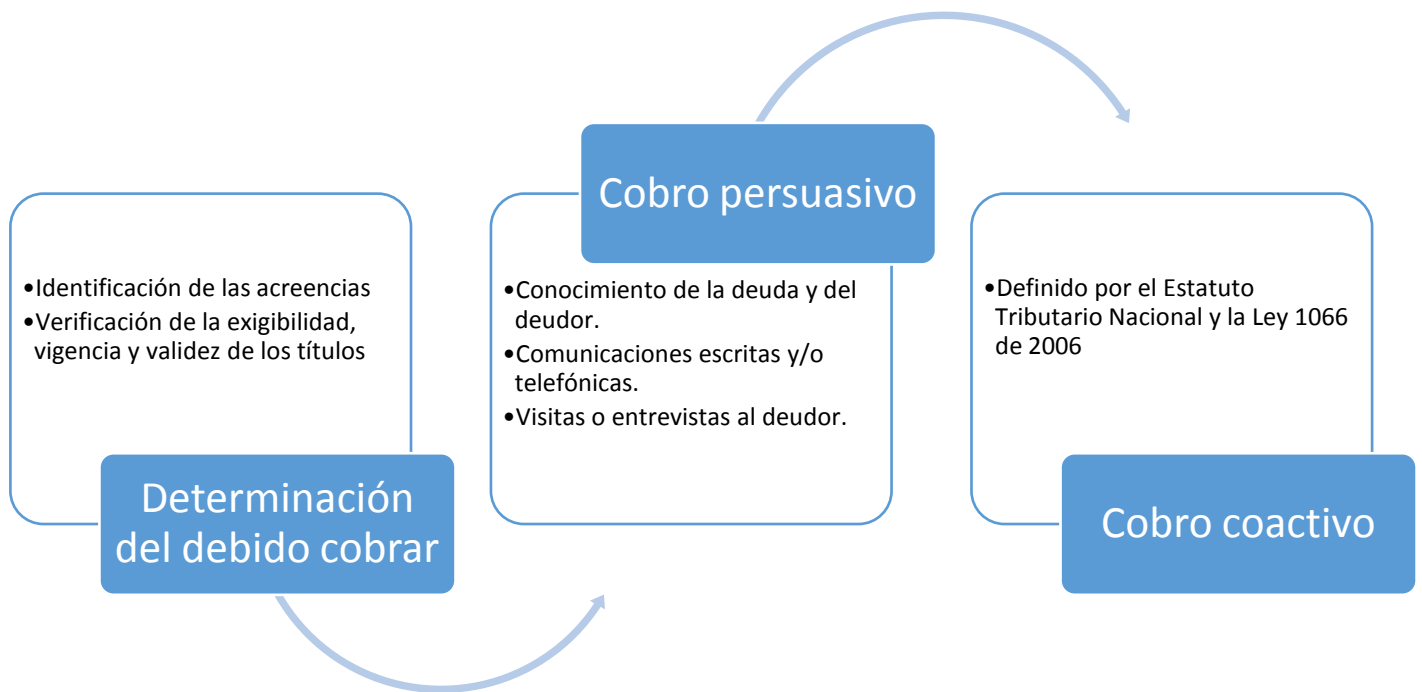 •Identificación de las acreencias
•Verificación de la exigibilidad,
vigencia y validez de los títulos
Determinación
del debido cobrar
Cobro persuasivo
•Conocimiento de la deuda y del
deudor.
•Comunicaciones escritas y/o
telefónicas.
•Visitas o entrevistas al deudor.
•Definido por el Estatuto
Tributario Nacional y la Ley 1066
de 2006
Cobro coactivo